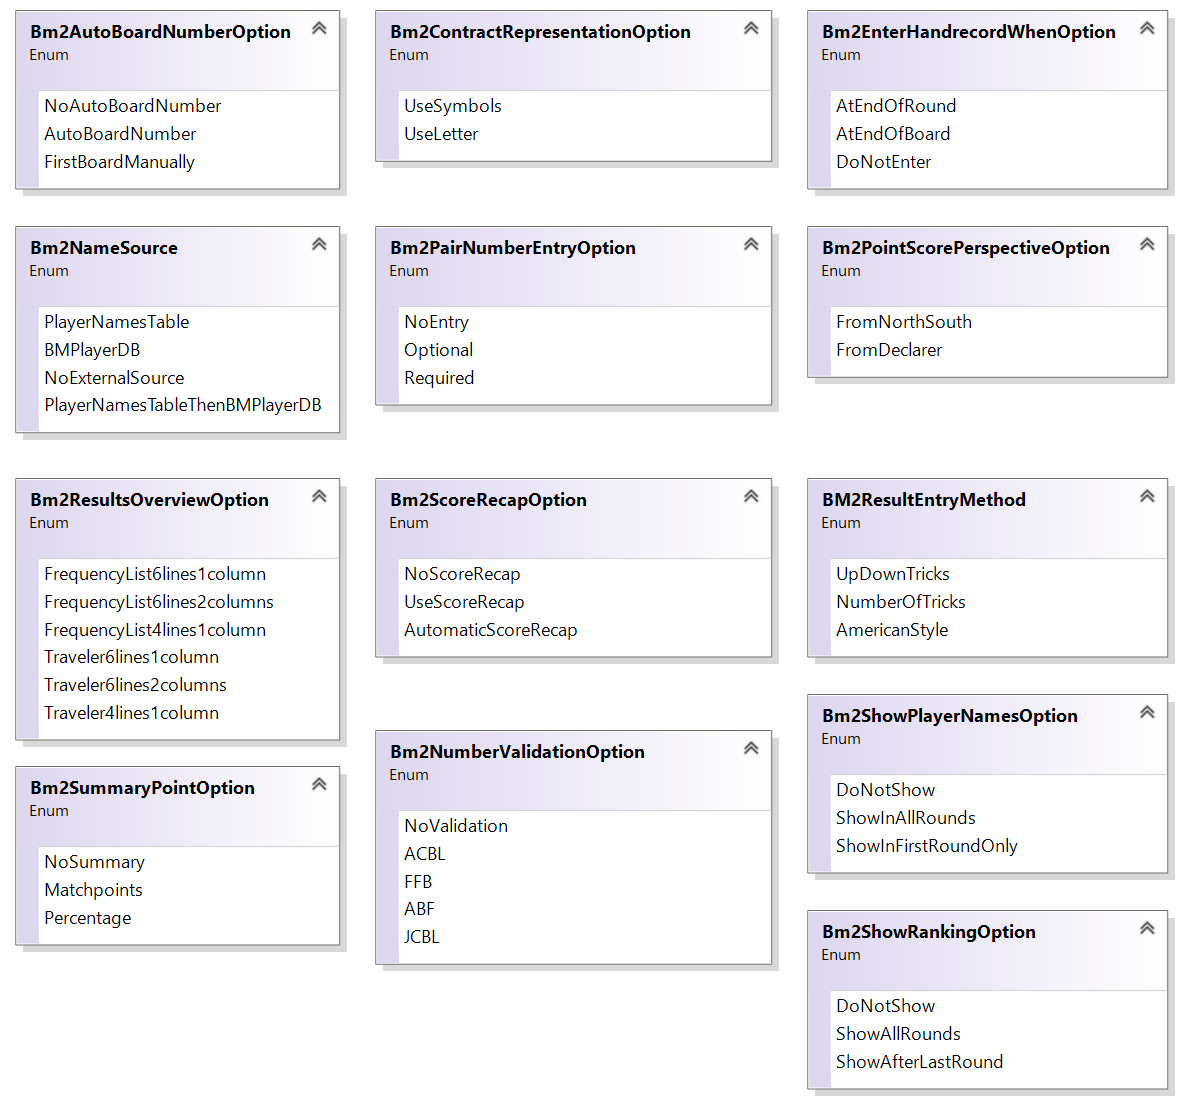 Bm2AutoBoardNumberOption
Enum
NoAutoBoardNumber
AutoBoardNumber
FirstBoardManually
Bm2ContractRepresentationOption
Enum
UseSymbols
UseLetter
Bm2EnterHandrecordWhenOption
Enum
AtEndOfRound
AtEndOfBoard
DoNotEnter
Bm2NameSource
Enum
PlayerNamesTable
BMPlayerDB
NoExternalSource
PlayerNamesTableThenBMPlayerDB
Bm2PairNumberEntryOption
Enum
NoEntry
Optional
Required
Bm2PointScorePerspectiveOption
Enum
FromNorthSouth
FromDeclarer
Bm2ResultsOverviewOption
Enum
FrequencyList6lines1column
FrequencyList6lines2columns
FrequencyList4lines1column
Traveler6lines1column
Traveler6lines2columns
Traveler4lines1column
Bm2ScoreRecapOption
Enum
NoScoreRecap
UseScoreRecap
AutomaticScoreRecap
BM2ResultEntryMethod
Enum
UpDownTricks
NumberOfTricks
AmericanStyle
Bm2SummaryPointOption
Enum
NoSummary
Matchpoints
Percentage
Bm2NumberValidationOption
Enum
NoValidation
ACBL
FFB
ABF
JCBL
Bm2ShowPlayerNamesOption
Enum
DoNotShow
ShowInAllRounds
ShowInFirstRoundOnly
Bm2ShowRankingOption
Enum
DoNotShow
ShowAllRounds
ShowAfterLastRound